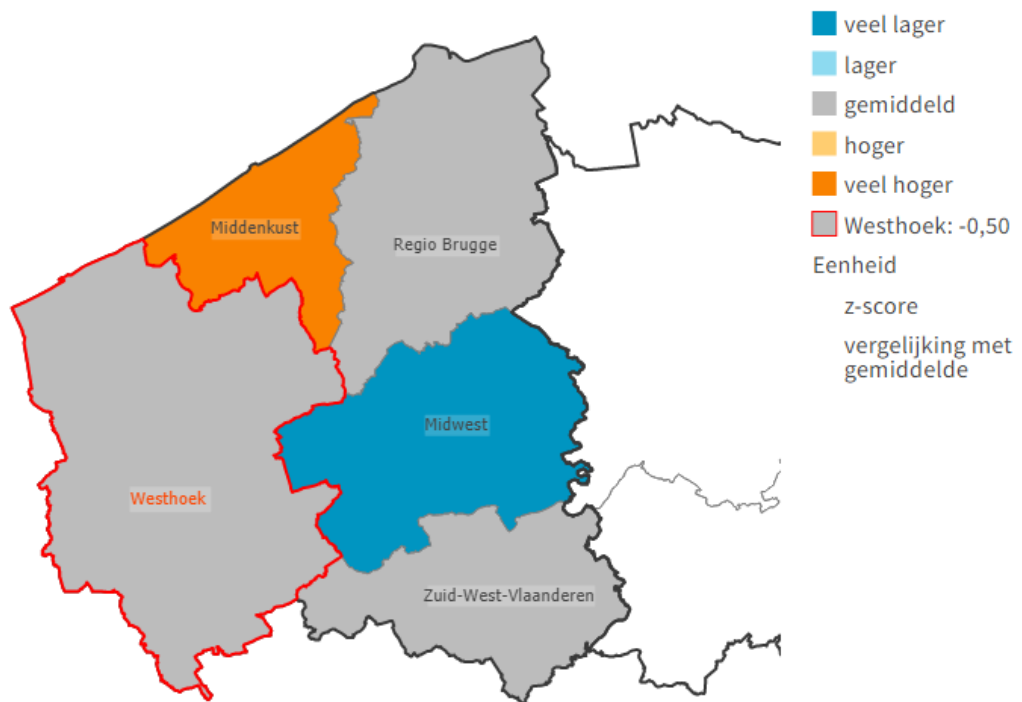 veel lager
lager
gemiddeld
hoger
veel hoger
Westhoek: -0,50
Eenheid
z-score
vergelijking met
gemiddelde
Middenkust
Regio Brugge
Midwest
Westhoek
Zuid-West-Vlaanderen